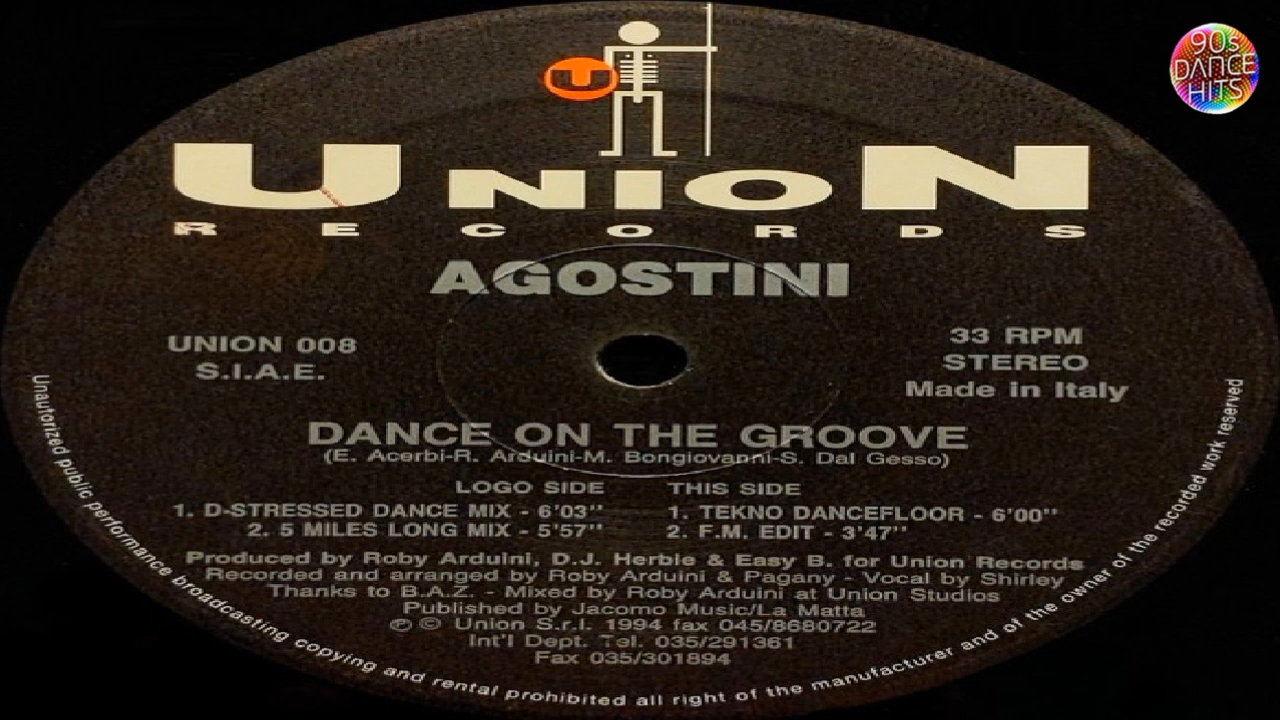 90s
DANCE
HITS
U
UNION
RECORDS
AGOSTINI
UNION 008
S.I.A.E.
33 RPM
STEREO
Made in Italy
DANCE ON THE GROOVE
(E. Acerbi-R. Arduini-M. Bongiovanni-S. Dal Gesso)
LOGO SIDE
1. D-STRESSED DANCE MIX - 6'03''
2. 5 MILES LONG MIX - 5'57''
THIS SIDE
1. TEKNO DANCEFLOOR - 6'00''
2. F.M. EDIT - 3'47''
Produced by Roby Arduini, D.J. Herbie & Easy B. for Union Records
Recorded and arranged by Roby Arduini & Pagany - Vocal by Shirley
Thanks to B.A.Z. - Mixed by Roby Arduini at Union Studios
Published by Jacomo Music/La Matta
℗ © Union S.r.l. 1994 fax 045/8680722
Int'l Dept. Tel. 035/291361
Fax 035/301894
Unautorized public performance broadcasting copying and rental prohibited all right of the manufacturer and of the owner of the recorded work reserved